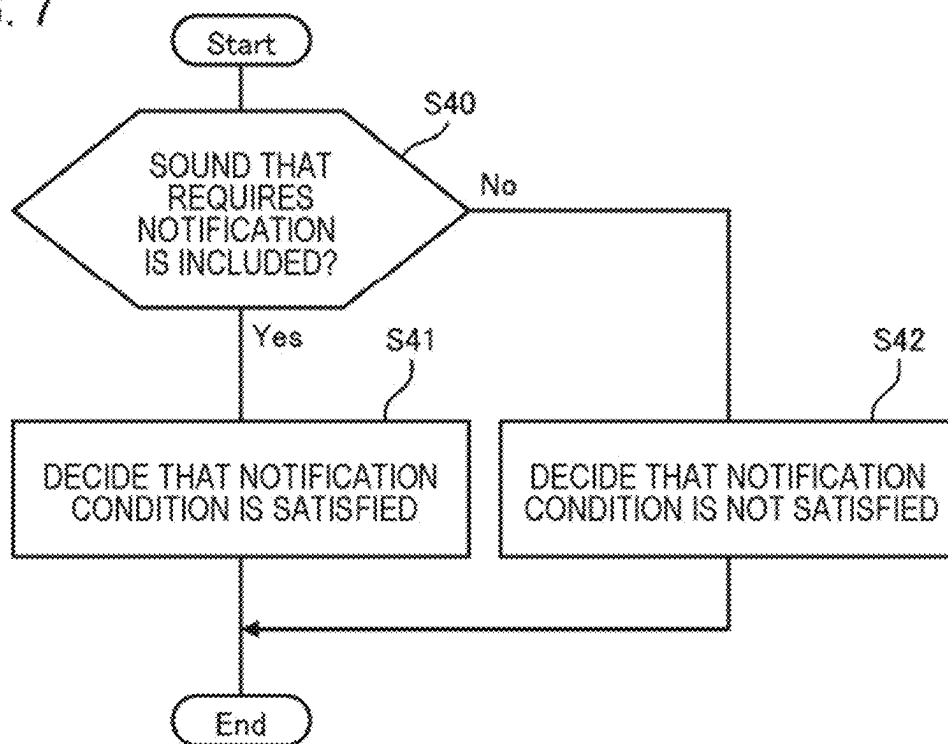 . 7
Start
S40
SOUND THAT
REQUIRES
NOTIFICATION
IS INCLUDED?
No
Yes
S41
S42
DECIDE THAT NOTIFICATION
CONDITION IS SATISFIED
DECIDE THAT NOTIFICATION
CONDITION IS NOT SATISFIED
End